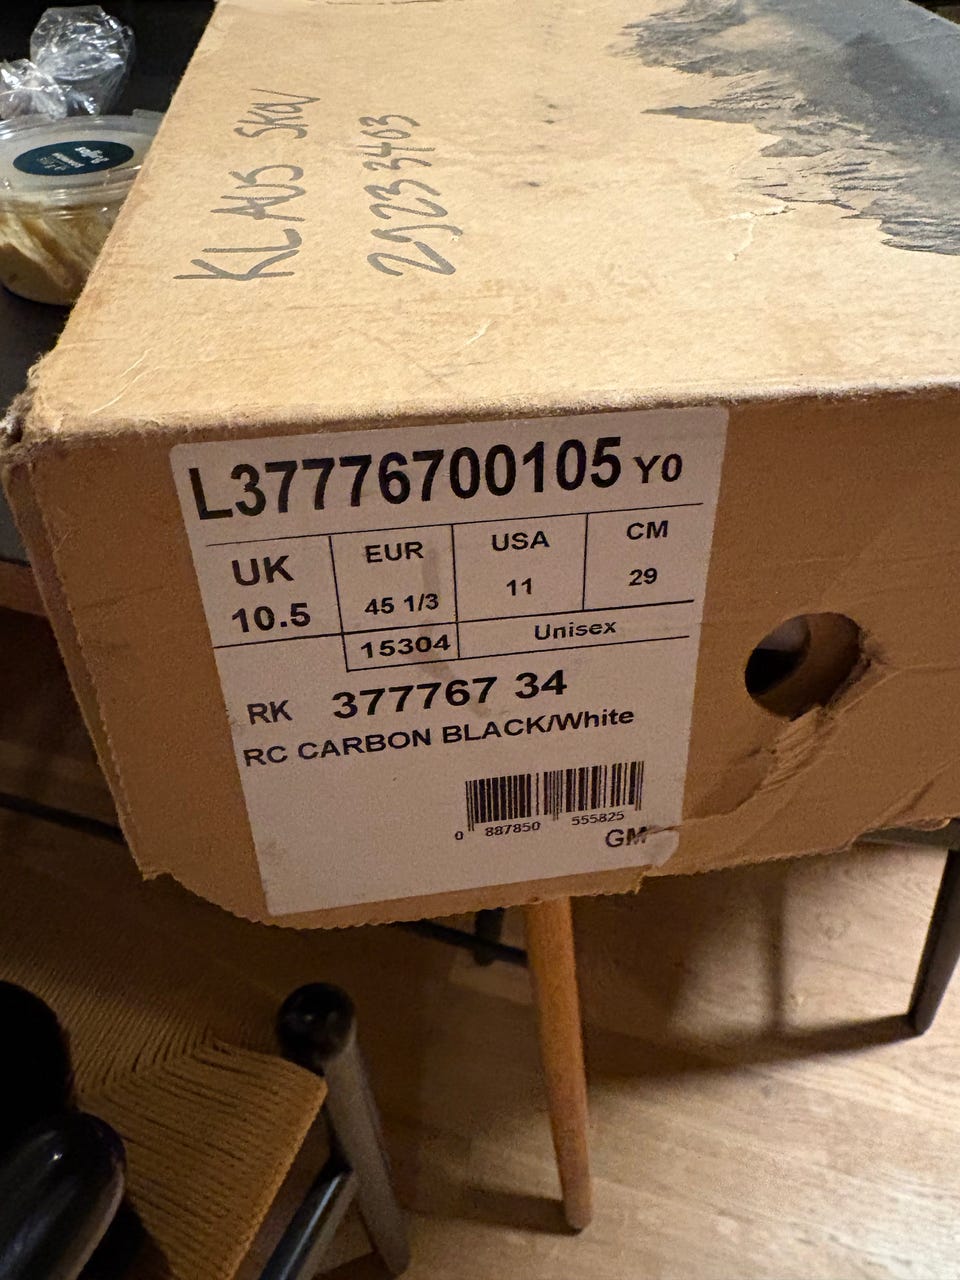 KLAUS SKOV
29233403
L37776700105 Y0
UK EUR USA CM
10.5 45 1/3 11 29
15304 Unisex
RK 377767 34
RC CARBON BLACK/White
0 887850 555825
GM